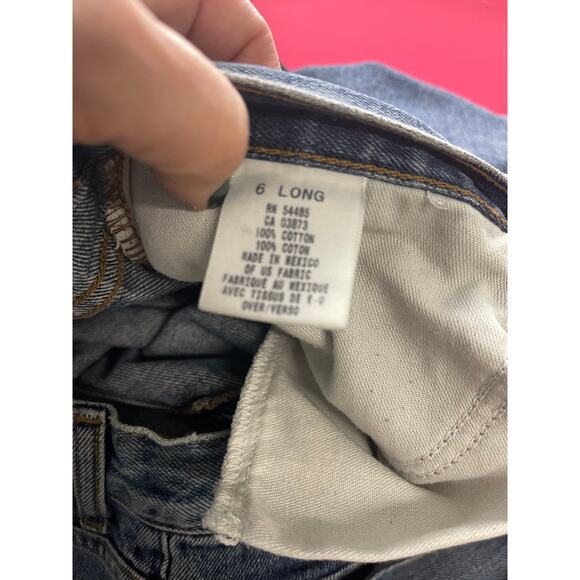 6 LONG
RN 54485
CA 03873
100% COTTON
100% COTON
MADE IN MEXICO
OF US FABRIC
FABRIQUE AU MEXIQUE
AVEC TISSUS DE E-U
OVER/VERSO